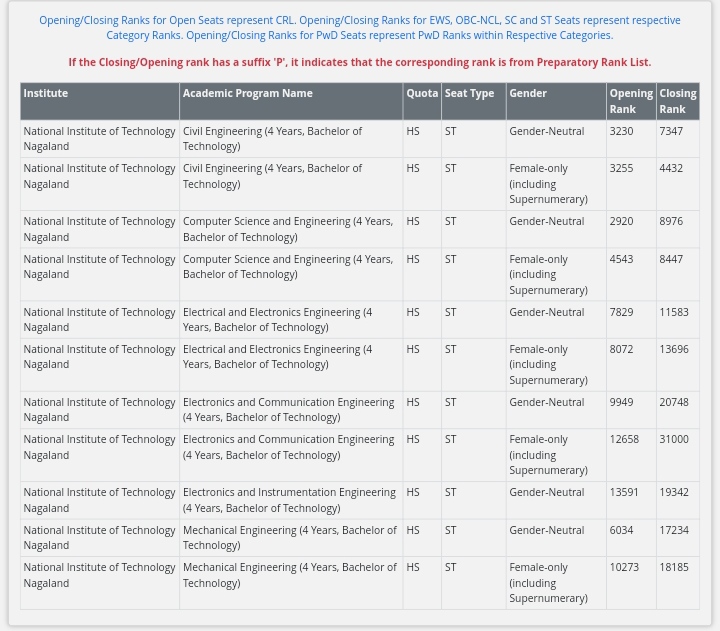 Opening/Closing Ranks for Open Seats represent CRL. Opening/Closing Ranks for EWS, OBC-NCL, SC and ST Seats represent respective
Category Ranks. Opening/Closing Ranks for PwD Seats represent PwD Ranks within Respective Categories.
If the Closing/Opening rank has a suffix 'P', it indicates that the corresponding rank is from Preparatory Rank List.
Institute Academic Program Name Quota Seat Type Gender Opening Closing
Rank Rank
National Institute of Technology Civil Engineering (4 Years, Bachelor of HS ST Gender-Neutral 3230 7347
Nagaland Technology)
National Institute of Technology Civil Engineering (4 Years, Bachelor of HS ST Female-only 3255 4432
Nagaland Technology) (including
Supernumerary)
National Institute of Technology Computer Science and Engineering (4 Years, HS ST Gender-Neutral 2920 8976
Nagaland Bachelor of Technology)
National Institute of Technology Computer Science and Engineering (4 Years, HS ST Female-only 4543 8447
Nagaland Bachelor of Technology) (including
Supernumerary)
National Institute of Technology Electrical and Electronics Engineering (4 HS ST Gender-Neutral 7829 11583
Nagaland Years, Bachelor of Technology)
National Institute of Technology Electrical and Electronics Engineering (4 HS ST Female-only 8072 13696
Nagaland Years, Bachelor of Technology) (including
Supernumerary)
National Institute of Technology Electronics and Communication Engineering HS ST Gender-Neutral 9949 20748
Nagaland (4 Years, Bachelor of Technology)
National Institute of Technology Electronics and Communication Engineering HS ST Female-only 12658 31000
Nagaland (4 Years, Bachelor of Technology) (including
Supernumerary)
National Institute of Technology Electronics and Instrumentation Engineering HS ST Gender-Neutral 13591 19342
Nagaland (4 Years, Bachelor of Technology)
National Institute of Technology Mechanical Engineering (4 Years, Bachelor of HS ST Gender-Neutral 6034 17234
Nagaland Technology)
National Institute of Technology Mechanical Engineering (4 Years, Bachelor of HS ST Female-only 10273 18185
Nagaland Technology) (including
Supernumerary)